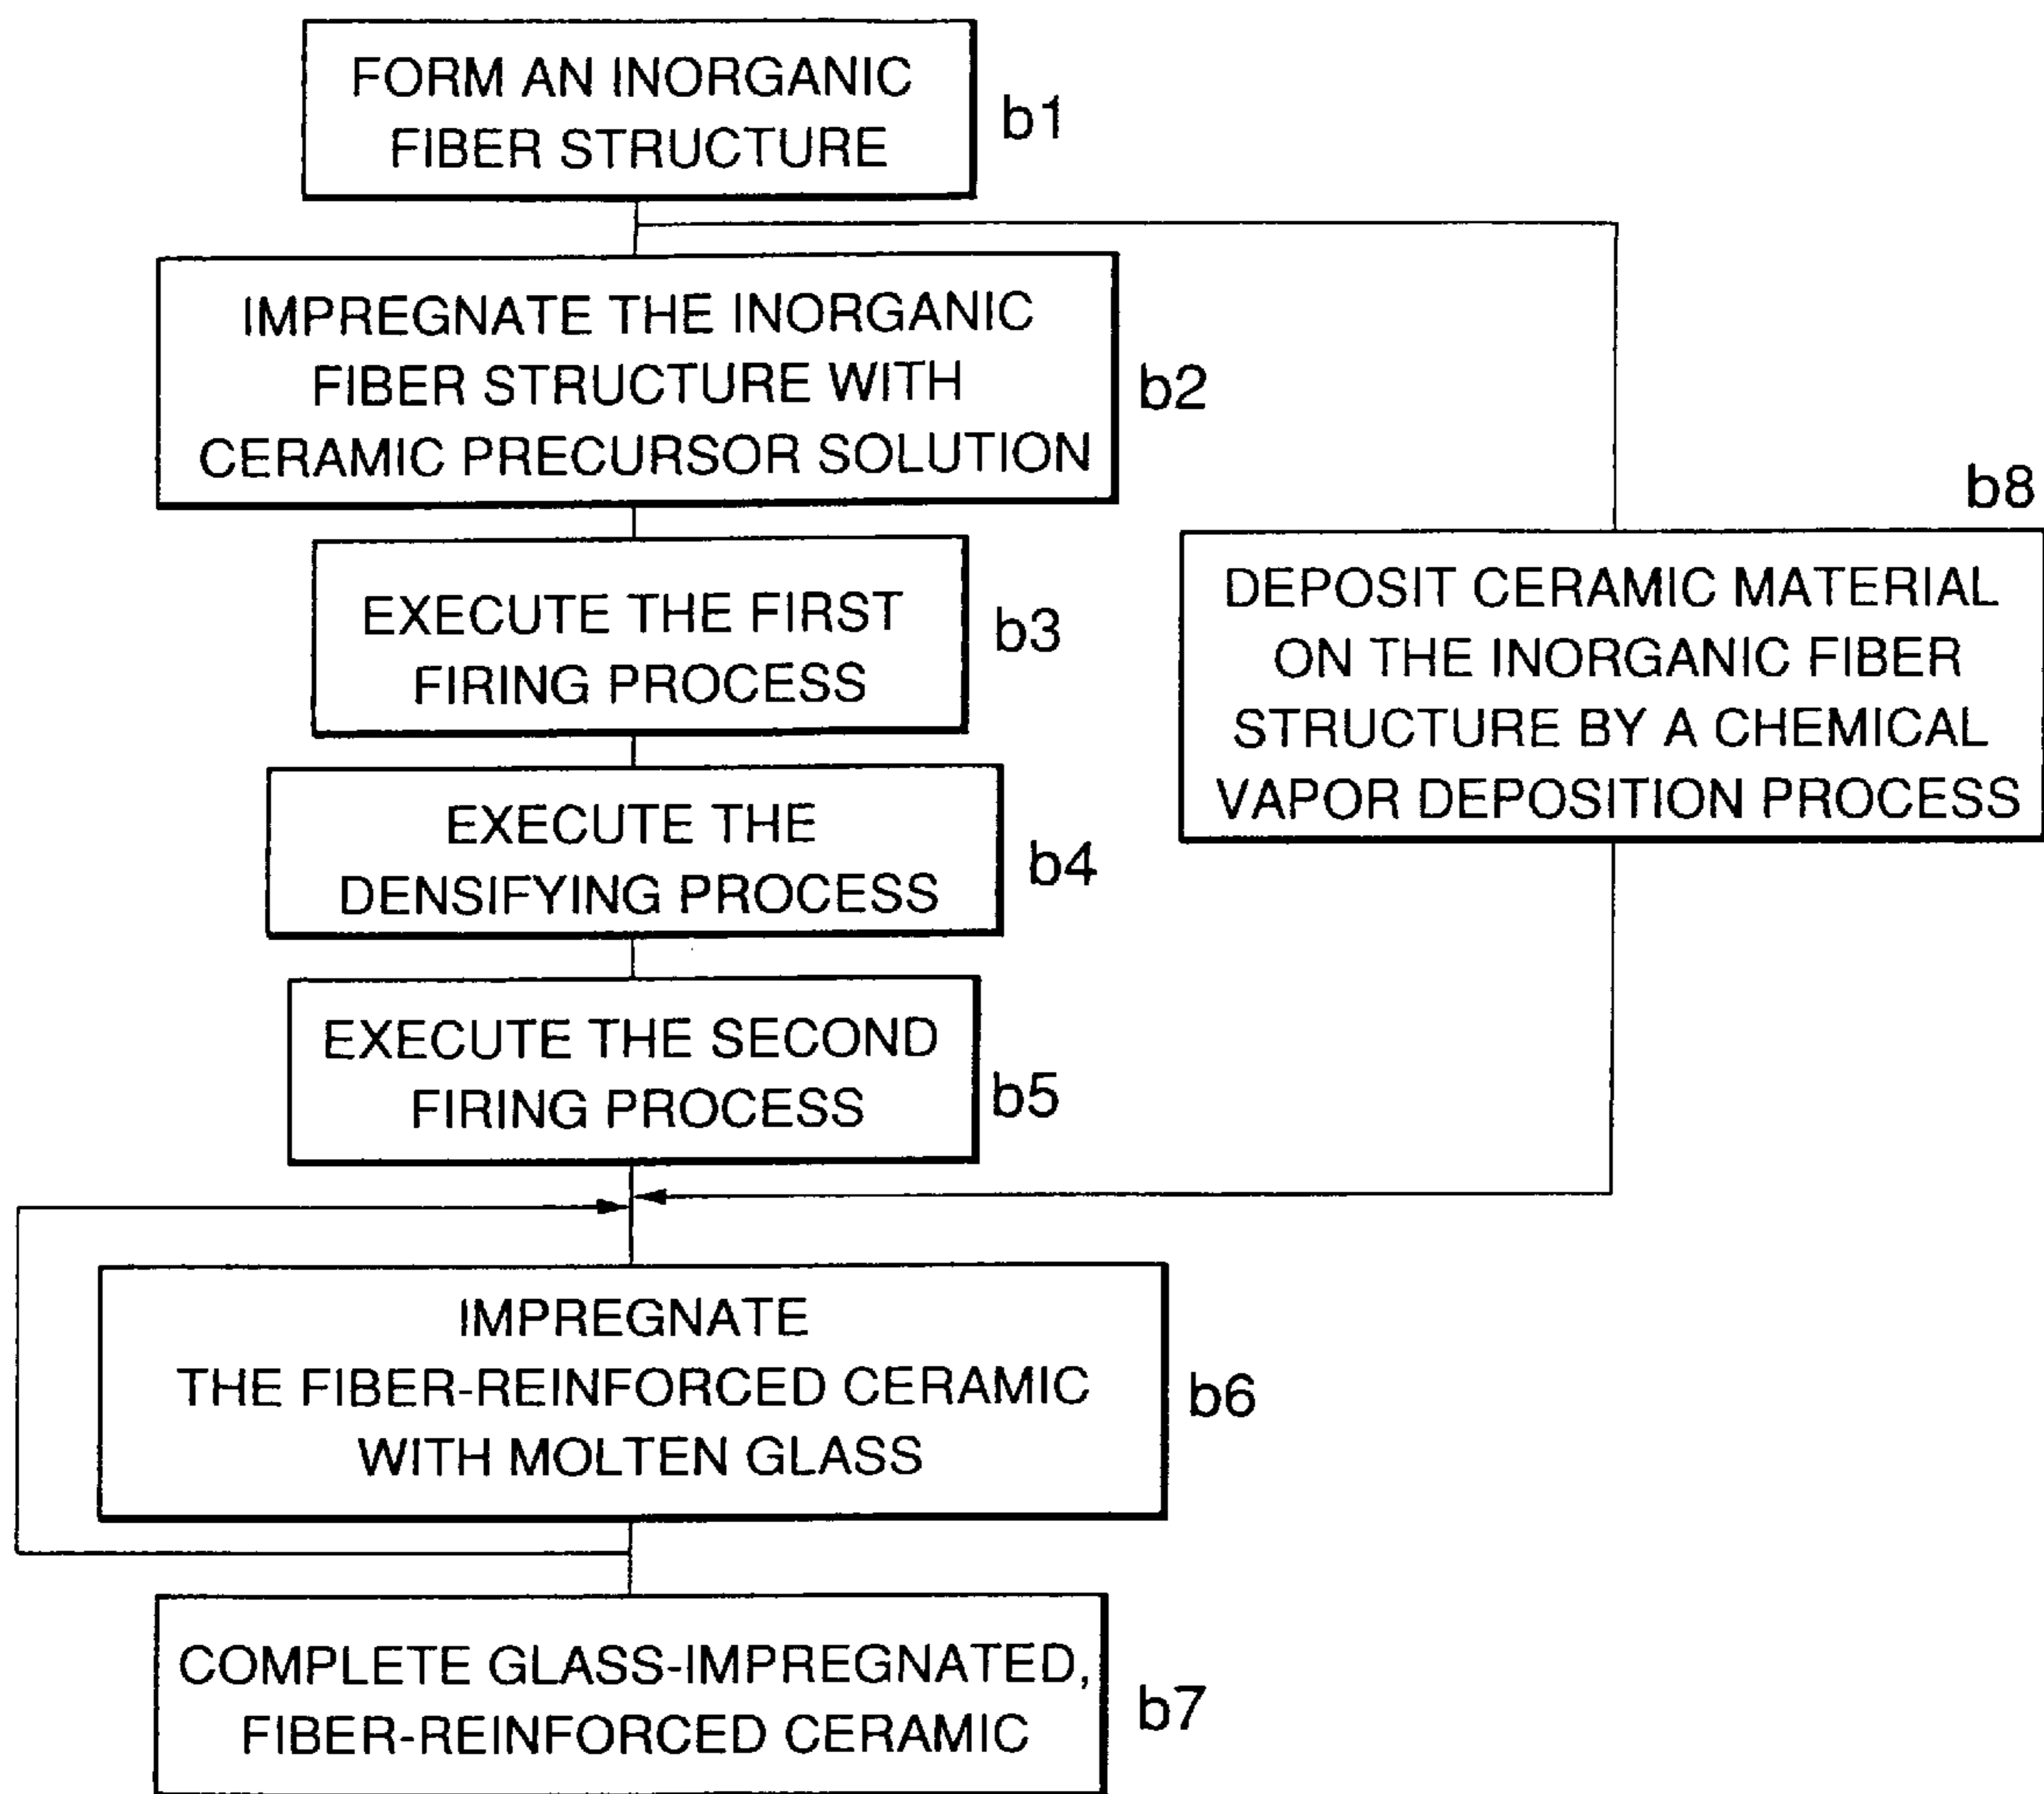 FORM AN INORGANIC
FIBER STRUCTURE
b1
IMPREGNATE THE INORGANIC
FIBER STRUCTURE WITH
CERAMIC PRECURSOR SOLUTION
b2
EXECUTE THE FIRST
FIRING PROCESS
b3
EXECUTE THE
DENSIFYING PROCESS
b4
EXECUTE THE SECOND
FIRING PROCESS
b5
b8
DEPOSIT CERAMIC MATERIAL
ON THE INORGANIC FIBER
STRUCTURE BY A CHEMICAL
VAPOR DEPOSITION PROCESS
IMPREGNATE
THE FIBER-REINFORCED CERAMIC
WITH MOLTEN GLASS
b6
COMPLETE GLASS-IMPREGNATED,
FIBER-REINFORCED CERAMIC
b7